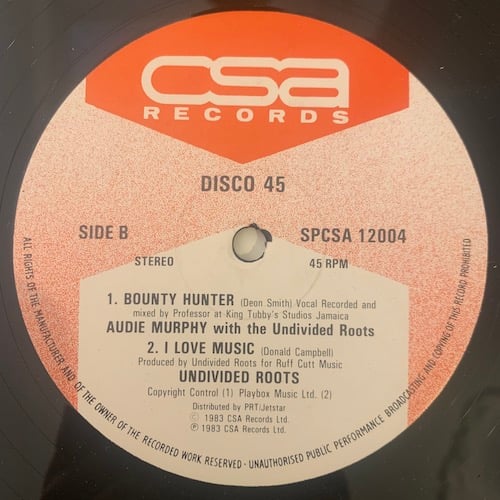 csa
RECORDS
DISCO 45
SIDE B
SPCSA 12004
STEREO
45 RPM
1. BOUNTY HUNTER (Deon Smith) Vocal Recorded and
mixed by Professor at King Tubby's Studios Jamaica
AUDIE MURPHY with the Undivided Roots
2. I LOVE MUSIC (Donald Campbell)
Produced by Undivided Roots for Ruff Cutt Music
UNDIVIDED ROOTS
Copyright Control (1) Playbox Music Ltd. (2)
Distributed by PRT/Jetstar
© 1983 CSA Records Ltd.
℗ 1983 CSA Records Ltd.
ALL RIGHTS OF THE MANUFACTURER AND OF THE OWNER OF THE RECORDED WORK RESERVED · UNAUTHORISED PUBLIC PERFORMANCE BROADCASTING AND COPYING OF THIS RECORD PROHIBITED